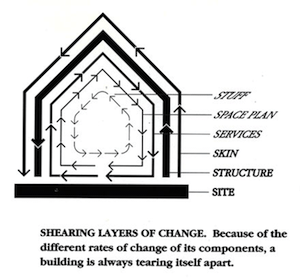 STUFF
SPACE PLAN
SERVICES
SKIN
STRUCTURE
SITE
SHEARING LAYERS OF CHANGE. Because of the
different rates of change of its components, a
building is always tearing itself apart.